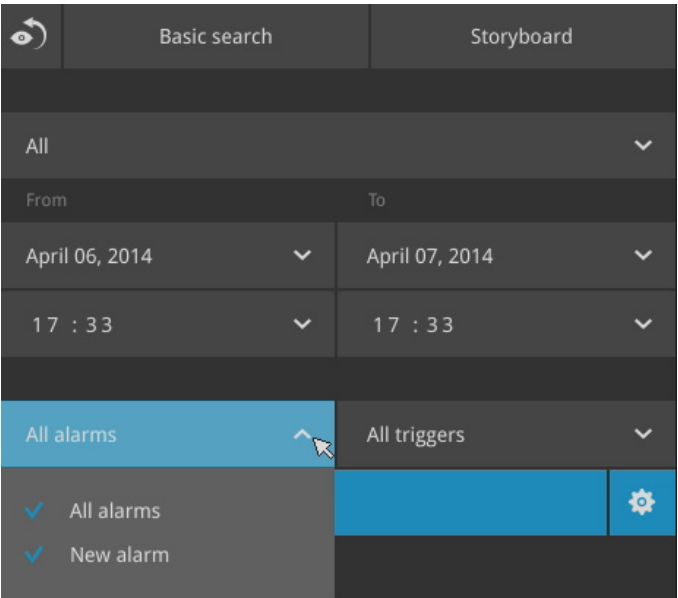 Basic search Storyboard
All
From To
April 06, 2014 April 07, 2014
17 : 33 17 : 33
All alarms All triggers
All alarms
New alarm